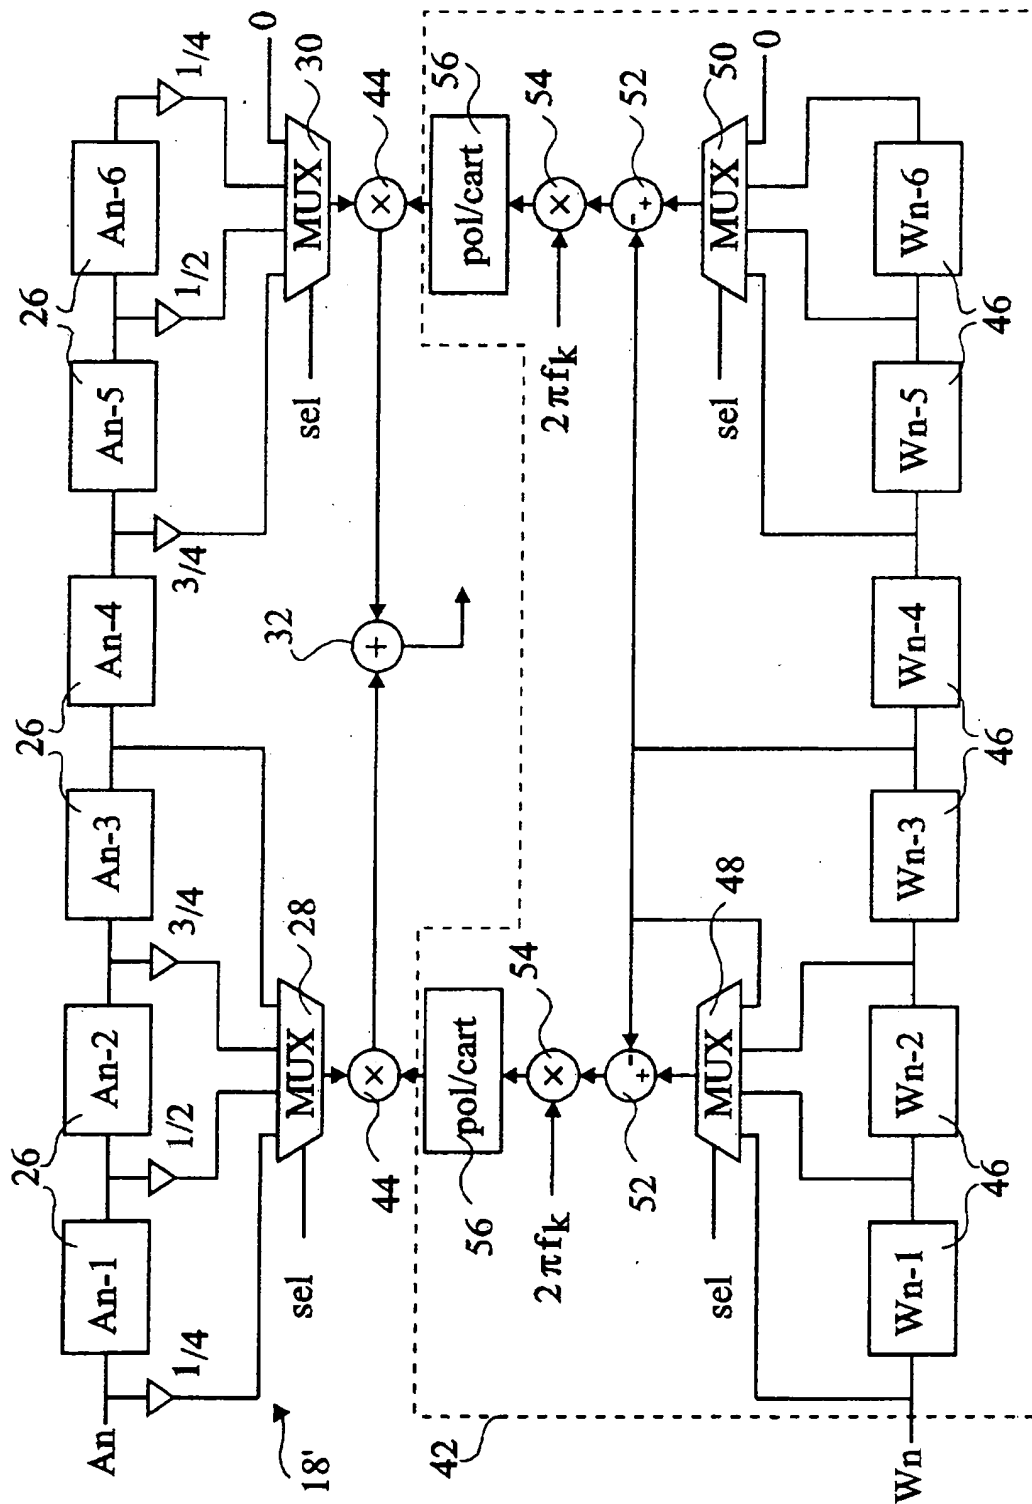 26 26 26
An An-1 An-2 An-3 An-4 An-5 An-6
1/4 1/2 3/4 3/4 1/2 1/4
0
18' sel MUX 28 32 sel MUX 30
44 × + × 44
42 56 pol/cart pol/cart 56
2πfk × 54 2πfk × 54
52 - + - + 52
sel MUX 48 sel MUX 50 0
Wn Wn-1 Wn-2 Wn-3 Wn-4 Wn-5 Wn-6
46 46 46 46